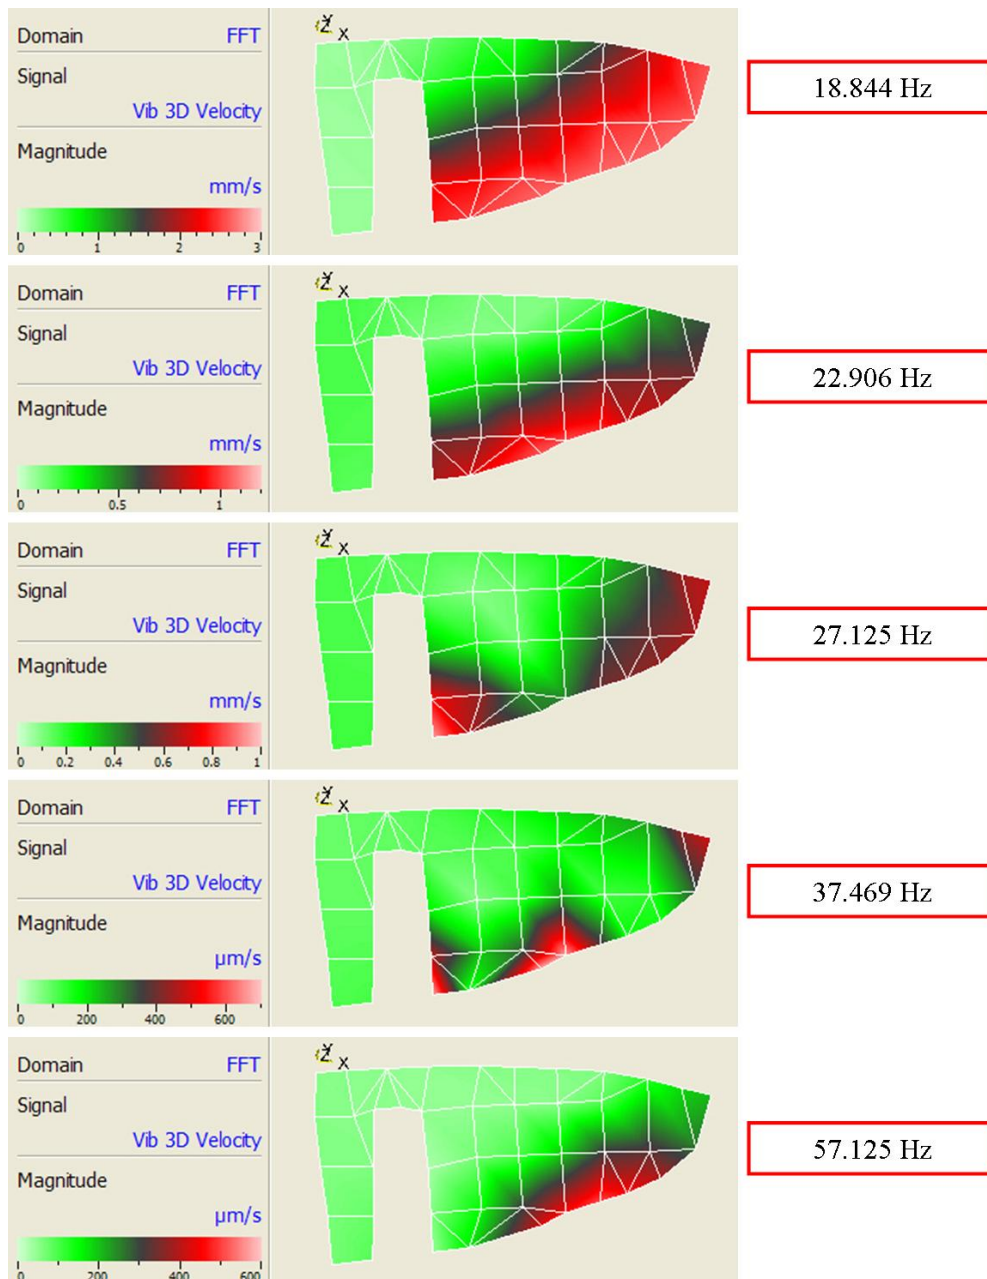 Domain FFT
Signal
Vib 3D Velocity
Magnitude
mm/s
0 1 2 3
Y
Z X
18.844 Hz
Domain FFT
Signal
Vib 3D Velocity
Magnitude
mm/s
0 0.5 1
Y
Z X
22.906 Hz
Domain FFT
Signal
Vib 3D Velocity
Magnitude
mm/s
0 0.2 0.4 0.6 0.8 1
Y
Z X
27.125 Hz
Domain FFT
Signal
Vib 3D Velocity
Magnitude
µm/s
0 200 400 600
Y
Z X
37.469 Hz
Domain FFT
Signal
Vib 3D Velocity
Magnitude
µm/s
0 200 400 600
Y
Z X
57.125 Hz